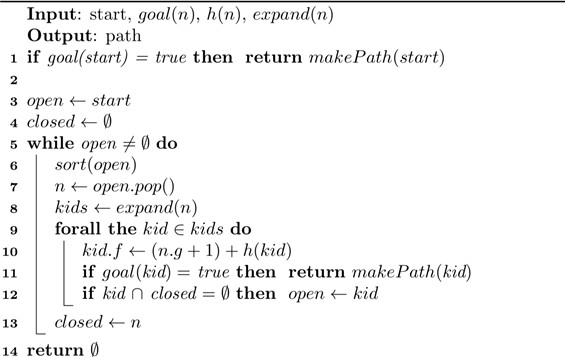 Input: start, goal(n), h(n), expand(n)
Output: path
1 if goal(start) = true then return makePath(start)
2
3 open ← start
4 closed ← ∅
5 while open ≠ ∅ do
6 sort(open)
7 n ← open.pop()
8 kids ← expand(n)
9 forall the kid ∈ kids do
10 kid.f ← (n.g + 1) + h(kid)
11 if goal(kid) = true then return makePath(kid)
12 if kid ∩ closed = ∅ then open ← kid
13 closed ← n
14 return ∅